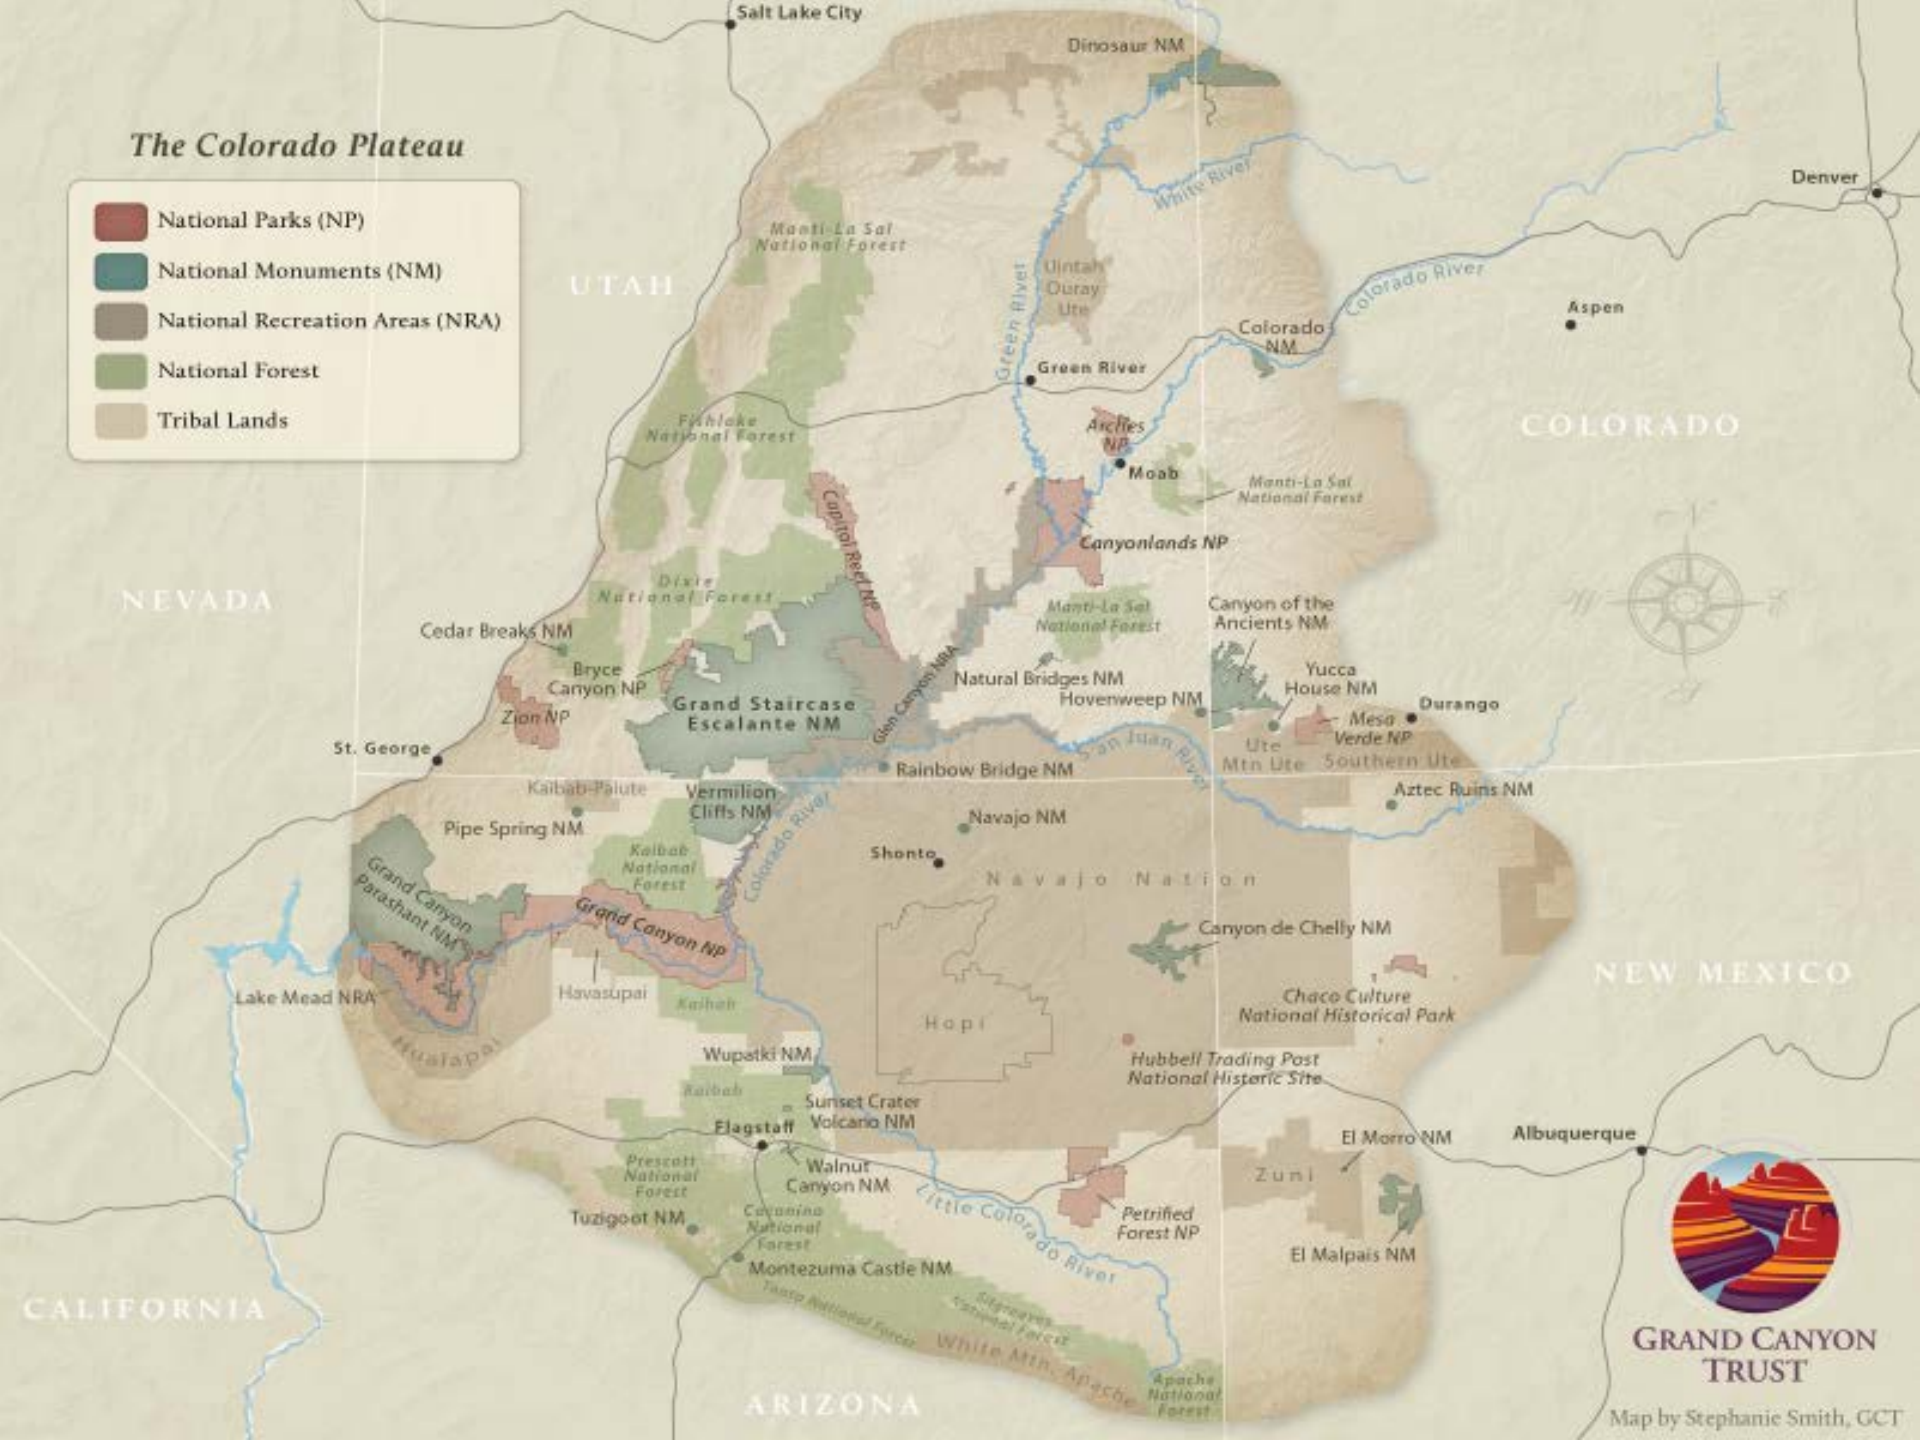 Salt Lake City
Dinosaur NM
The Colorado Plateau
National Parks (NP)
National Monuments (NM)
National Recreation Areas (NRA)
National Forest
Tribal Lands
White River
Denver
Manti-La Sal
National Forest
UTAH
Uintah
Ouray
Ute
Green River
Colorado River
Aspen
Colorado
NM
Green River
COLORADO
Fishlake
National Forest
Arches
NP
Moab
Manti-La Sal
National Forest
Capitol Reef NP
Canyonlands NP
NEVADA
Dixie
National Forest
Manti-La Sal
National Forest
Canyon of the
Ancients NM
Cedar Breaks NM
Bryce
Canyon NP
Natural Bridges NM
Hovenweep NM
Yucca
House NM
Durango
Zion NP
Grand Staircase
Escalante NM
Glen Canyon NRA
Mesa
Verde NP
St. George
San Juan River
Ute
Mtn Ute
Southern Ute
Rainbow Bridge NM
Kaibab-Paiute
Vermilion
Cliffs NM
Aztec Ruins NM
Pipe Spring NM
Colorado River
Navajo NM
Kaibab
National
Forest
Shonto
Navajo Nation
Grand Canyon
Parashant NM
Grand Canyon NP
Canyon de Chelly NM
NEW MEXICO
Lake Mead NRA
Havasupai
Kaibab
Chaco Culture
National Historical Park
Hopi
Hualapai
Wupatki NM
Hubbell Trading Post
National Historic Site
Kaibab
Sunset Crater
Volcano NM
Flagstaff
El Morro NM
Albuquerque
Prescott
National
Forest
Walnut
Canyon NM
Zuni
Tuzigoot NM
Coconino
National
Forest
Little Colorado River
Petrified
Forest NP
El Malpais NM
Montezuma Castle NM
CALIFORNIA
Tonto National Forest
Sitgreaves
National Forest
White Mtn. Apache
Apache
National
Forest
ARIZONA
GRAND CANYON
TRUST
Map by Stephanie Smith, GCT